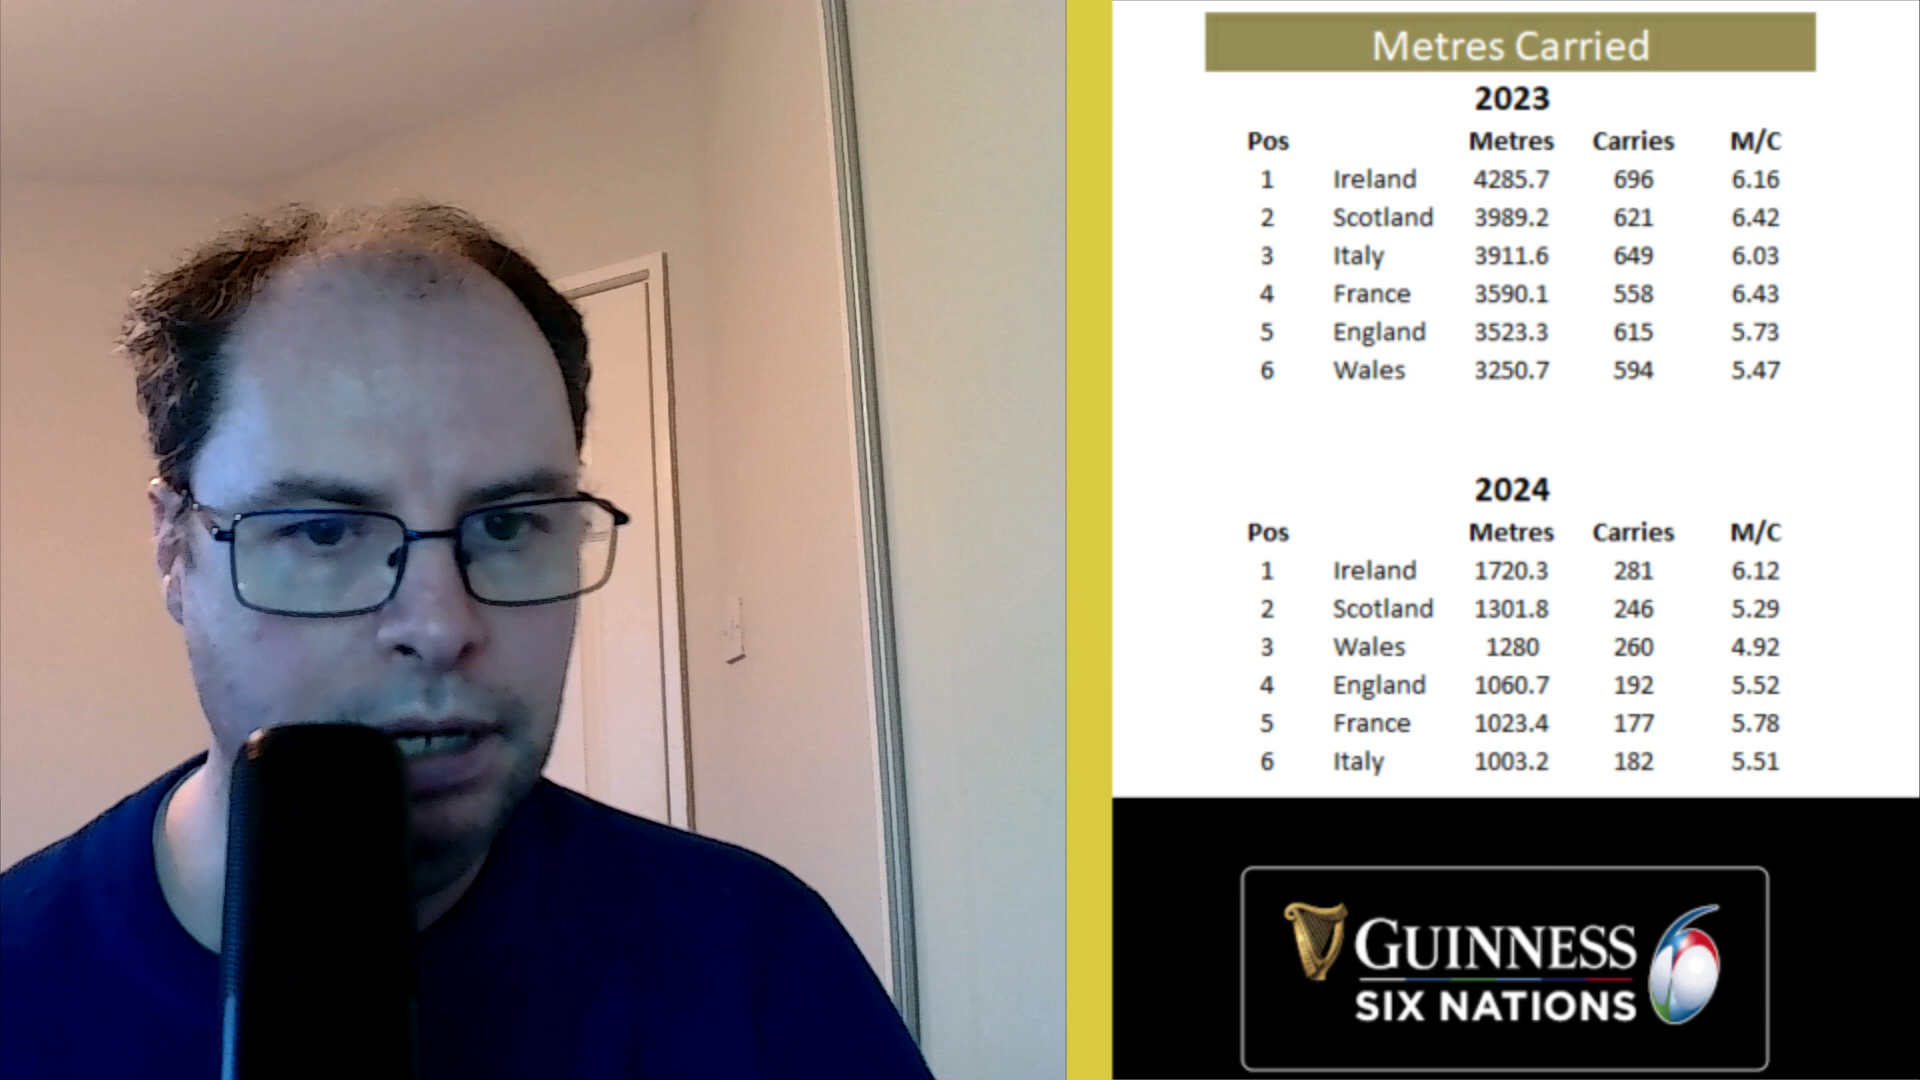 Metres Carried
2023
Pos Metres Carries M/C
1 Ireland 4285.7 696 6.16
2 Scotland 3989.2 621 6.42
3 Italy 3911.6 649 6.03
4 France 3590.1 558 6.43
5 England 3523.3 615 5.73
6 Wales 3250.7 594 5.47
2024
Pos Metres Carries M/C
1 Ireland 1720.3 281 6.12
2 Scotland 1301.8 246 5.29
3 Wales 1280 260 4.92
4 England 1060.7 192 5.52
5 France 1023.4 177 5.78
6 Italy 1003.2 182 5.51
GUINNESS
SIX NATIONS